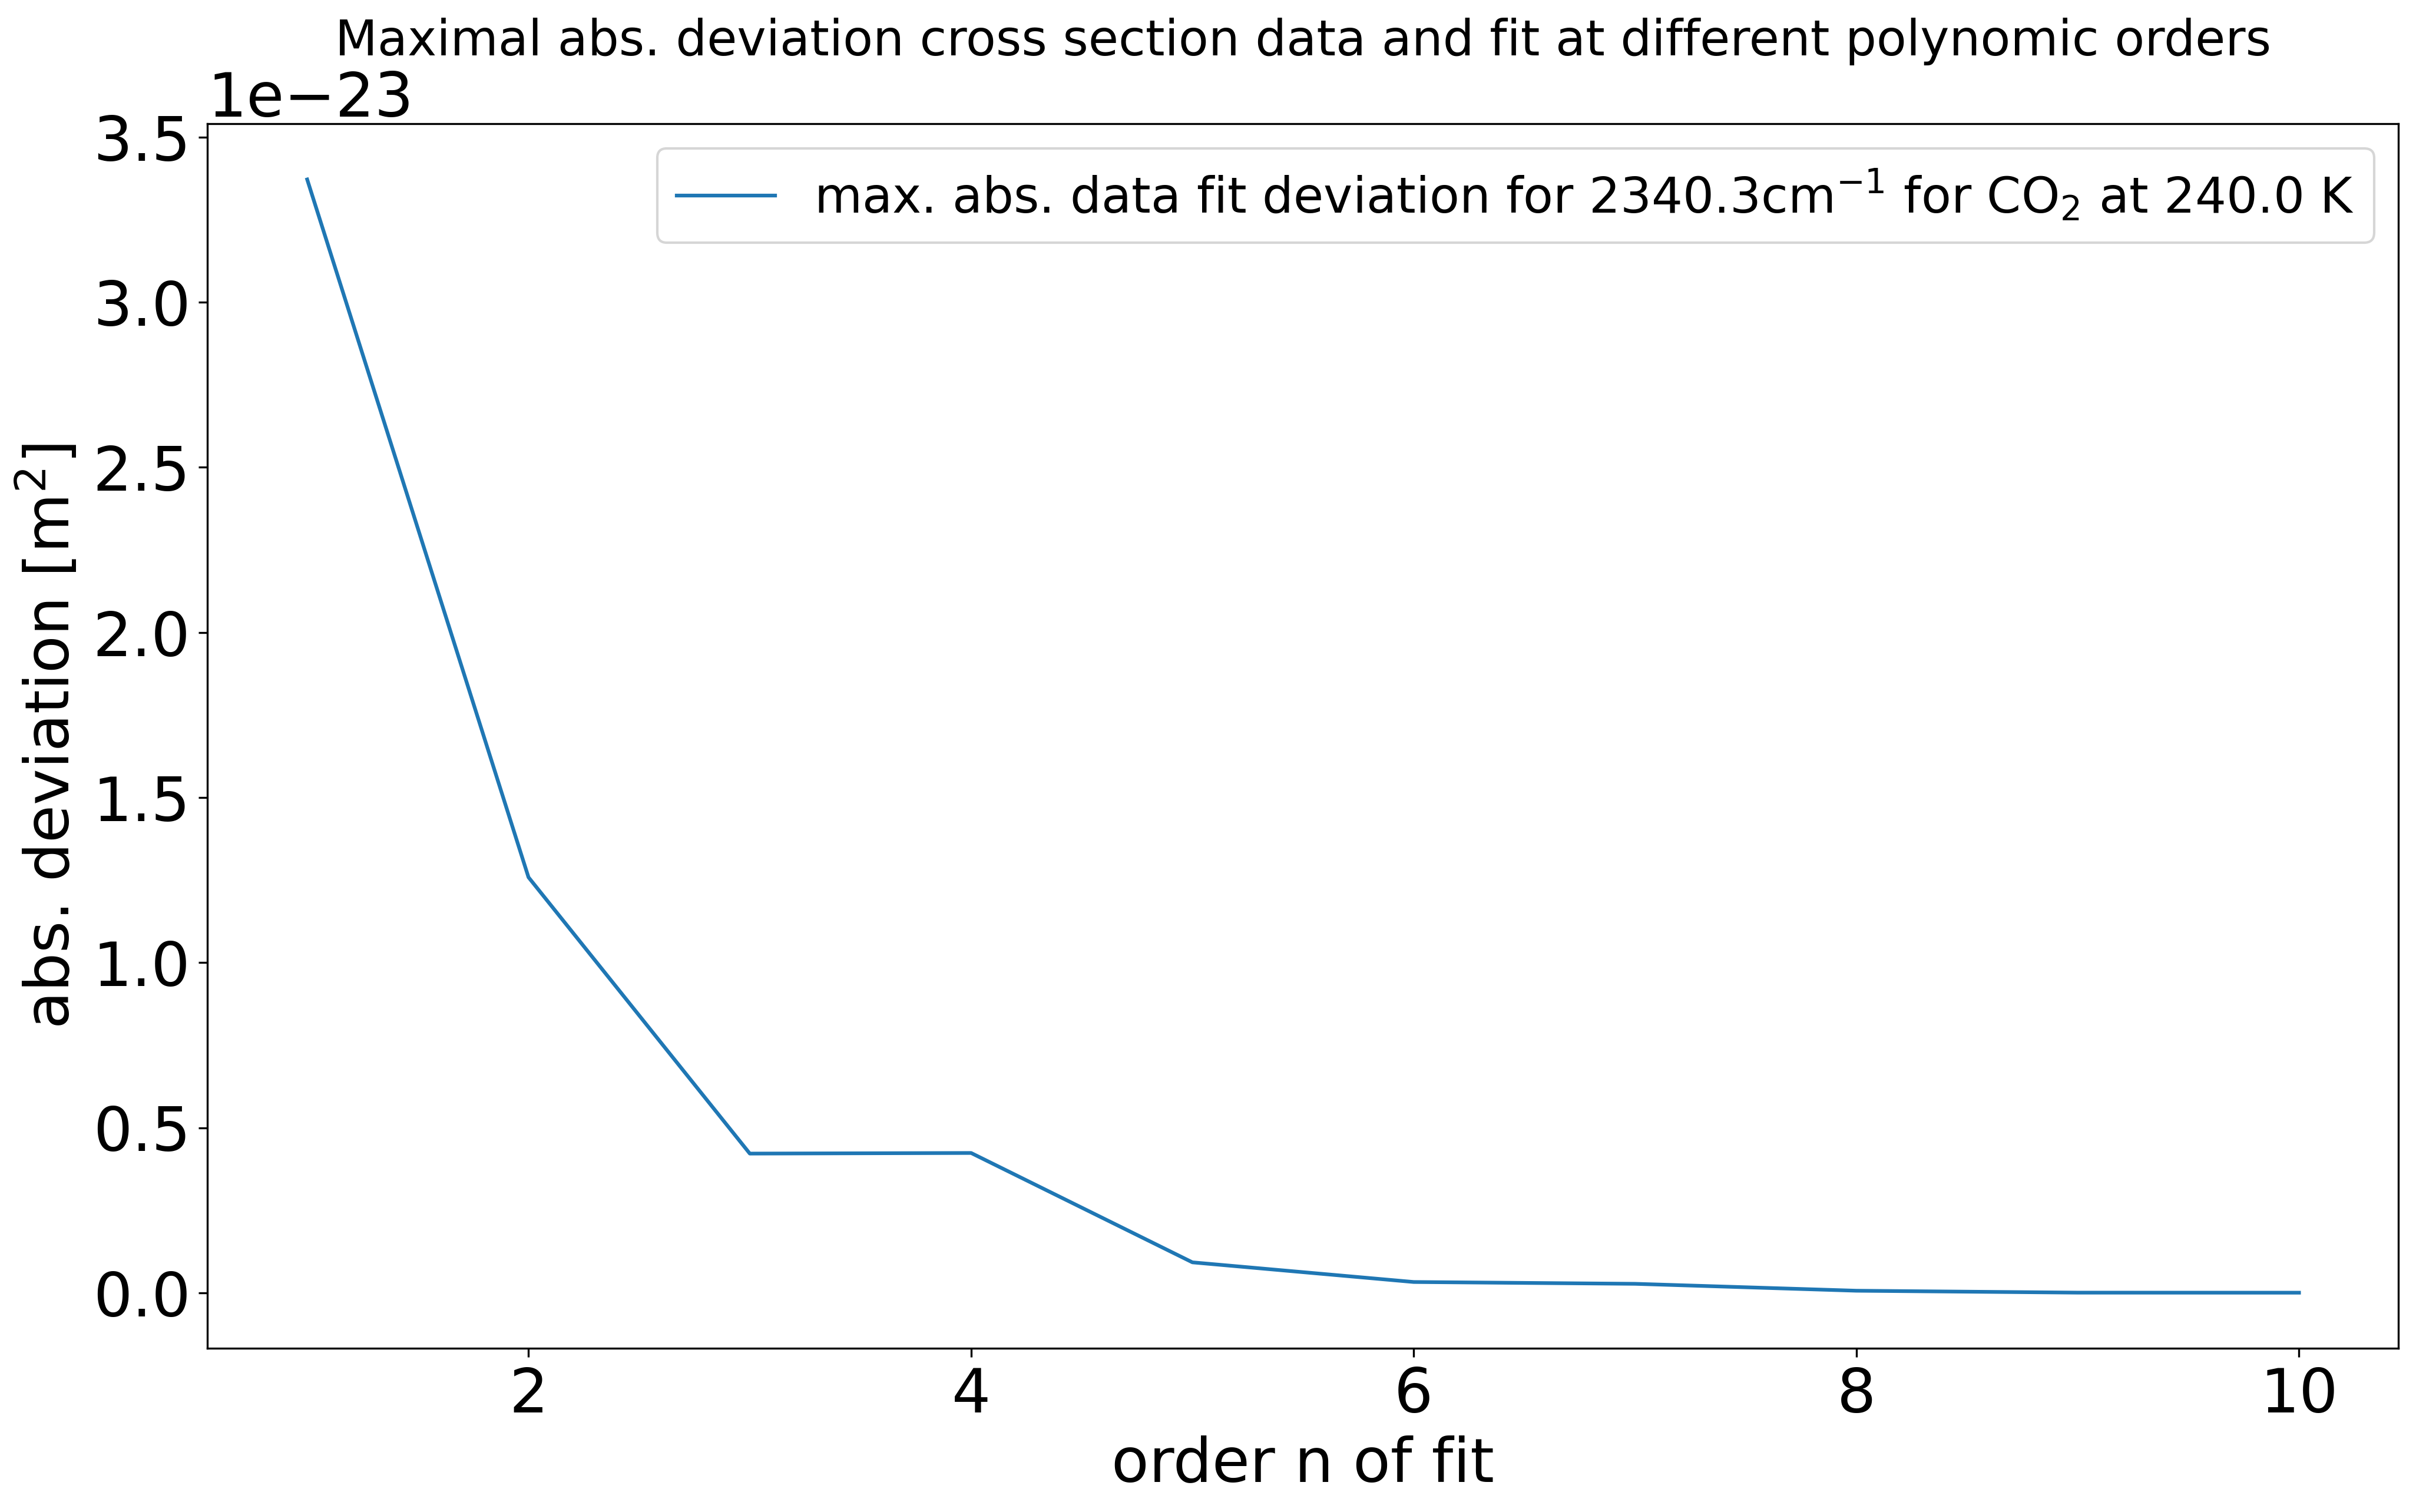 Maximal abs. deviation cross section data and fit at different polynomic orders
1e−23
3.5
3.0
2.5
2.0
1.5
1.0
0.5
0.0
abs. deviation [m²]
max. abs. data fit deviation for 2340.3cm⁻¹ for CO₂ at 240.0 K
2 4 6 8 10
order n of fit